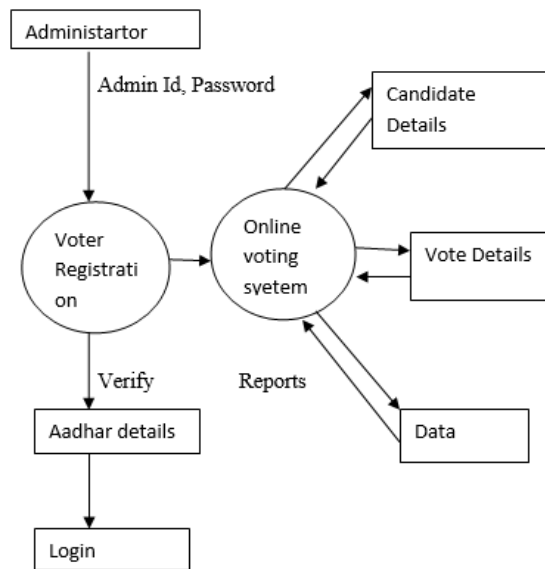 Administartor
Admin Id, Password
Candidate
Details
Voter
Registrati
on
Online
voting
syetem
Vote Details
Verify
Reports
Aadhar details
Data
Login